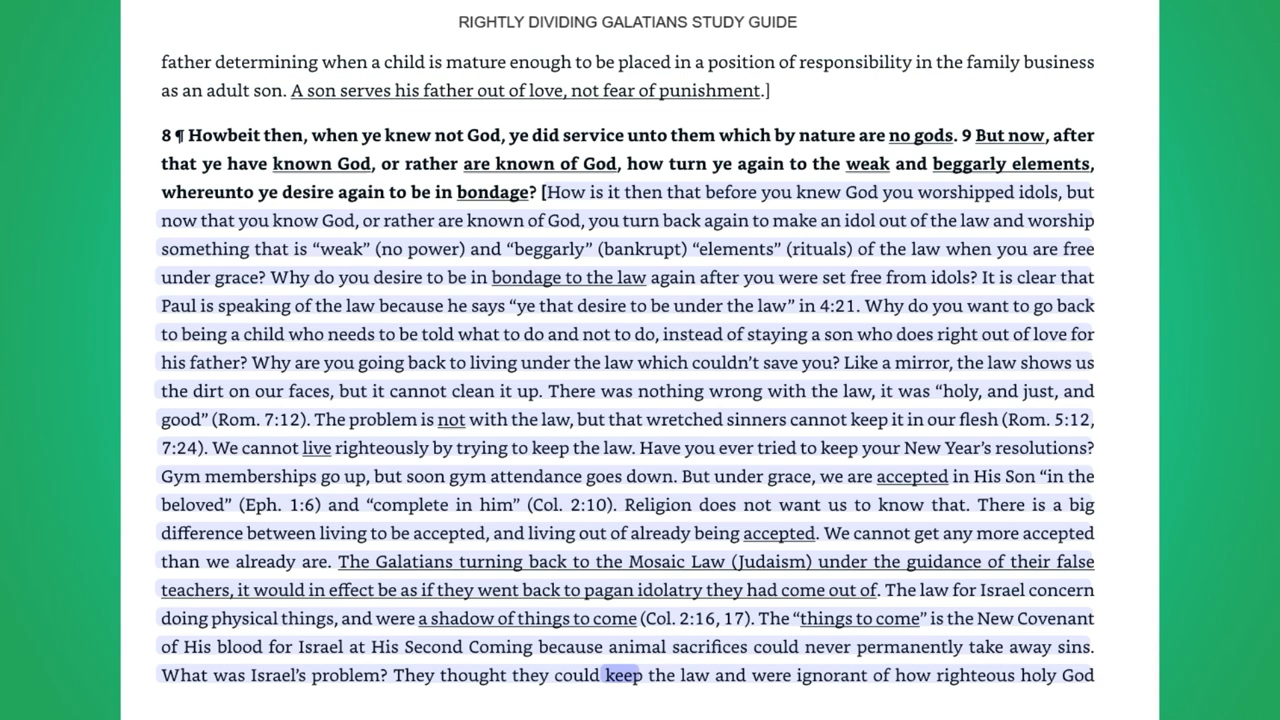 RIGHTLY DIVIDING GALATIANS STUDY GUIDE
father determining when a child is mature enough to be placed in a position of responsibility in the family business
as an adult son. A son serves his father out of love, not fear of punishment.]
8 ¶ Howbeit then, when ye knew not God, ye did service unto them which by nature are no gods. 9 But now, after
that ye have known God, or rather are known of God, how turn ye again to the weak and beggarly elements,
whereunto ye desire again to be in bondage? [How is it then that before you knew God you worshipped idols, but
now that you know God, or rather are known of God, you turn back again to make an idol out of the law and worship
something that is “weak” (no power) and “beggarly” (bankrupt) “elements” (rituals) of the law when you are free
under grace? Why do you desire to be in bondage to the law again after you were set free from idols? It is clear that
Paul is speaking of the law because he says “ye that desire to be under the law” in 4:21. Why do you want to go back
to being a child who needs to be told what to do and not to do, instead of staying a son who does right out of love for
his father? Why are you going back to living under the law which couldn’t save you? Like a mirror, the law shows us
the dirt on our faces, but it cannot clean it up. There was nothing wrong with the law, it was “holy, and just, and
good” (Rom. 7:12). The problem is not with the law, but that wretched sinners cannot keep it in our flesh (Rom. 5:12,
7:24). We cannot live righteously by trying to keep the law. Have you ever tried to keep your New Year’s resolutions?
Gym memberships go up, but soon gym attendance goes down. But under grace, we are accepted in His Son “in the
beloved” (Eph. 1:6) and “complete in him” (Col. 2:10). Religion does not want us to know that. There is a big
difference between living to be accepted, and living out of already being accepted. We cannot get any more accepted
than we already are. The Galatians turning back to the Mosaic Law (Judaism) under the guidance of their false
teachers, it would in effect be as if they went back to pagan idolatry they had come out of. The law for Israel concern
doing physical things, and were a shadow of things to come (Col. 2:16, 17). The “things to come” is the New Covenant
of His blood for Israel at His Second Coming because animal sacrifices could never permanently take away sins.
What was Israel’s problem? They thought they could keep the law and were ignorant of how righteous holy God